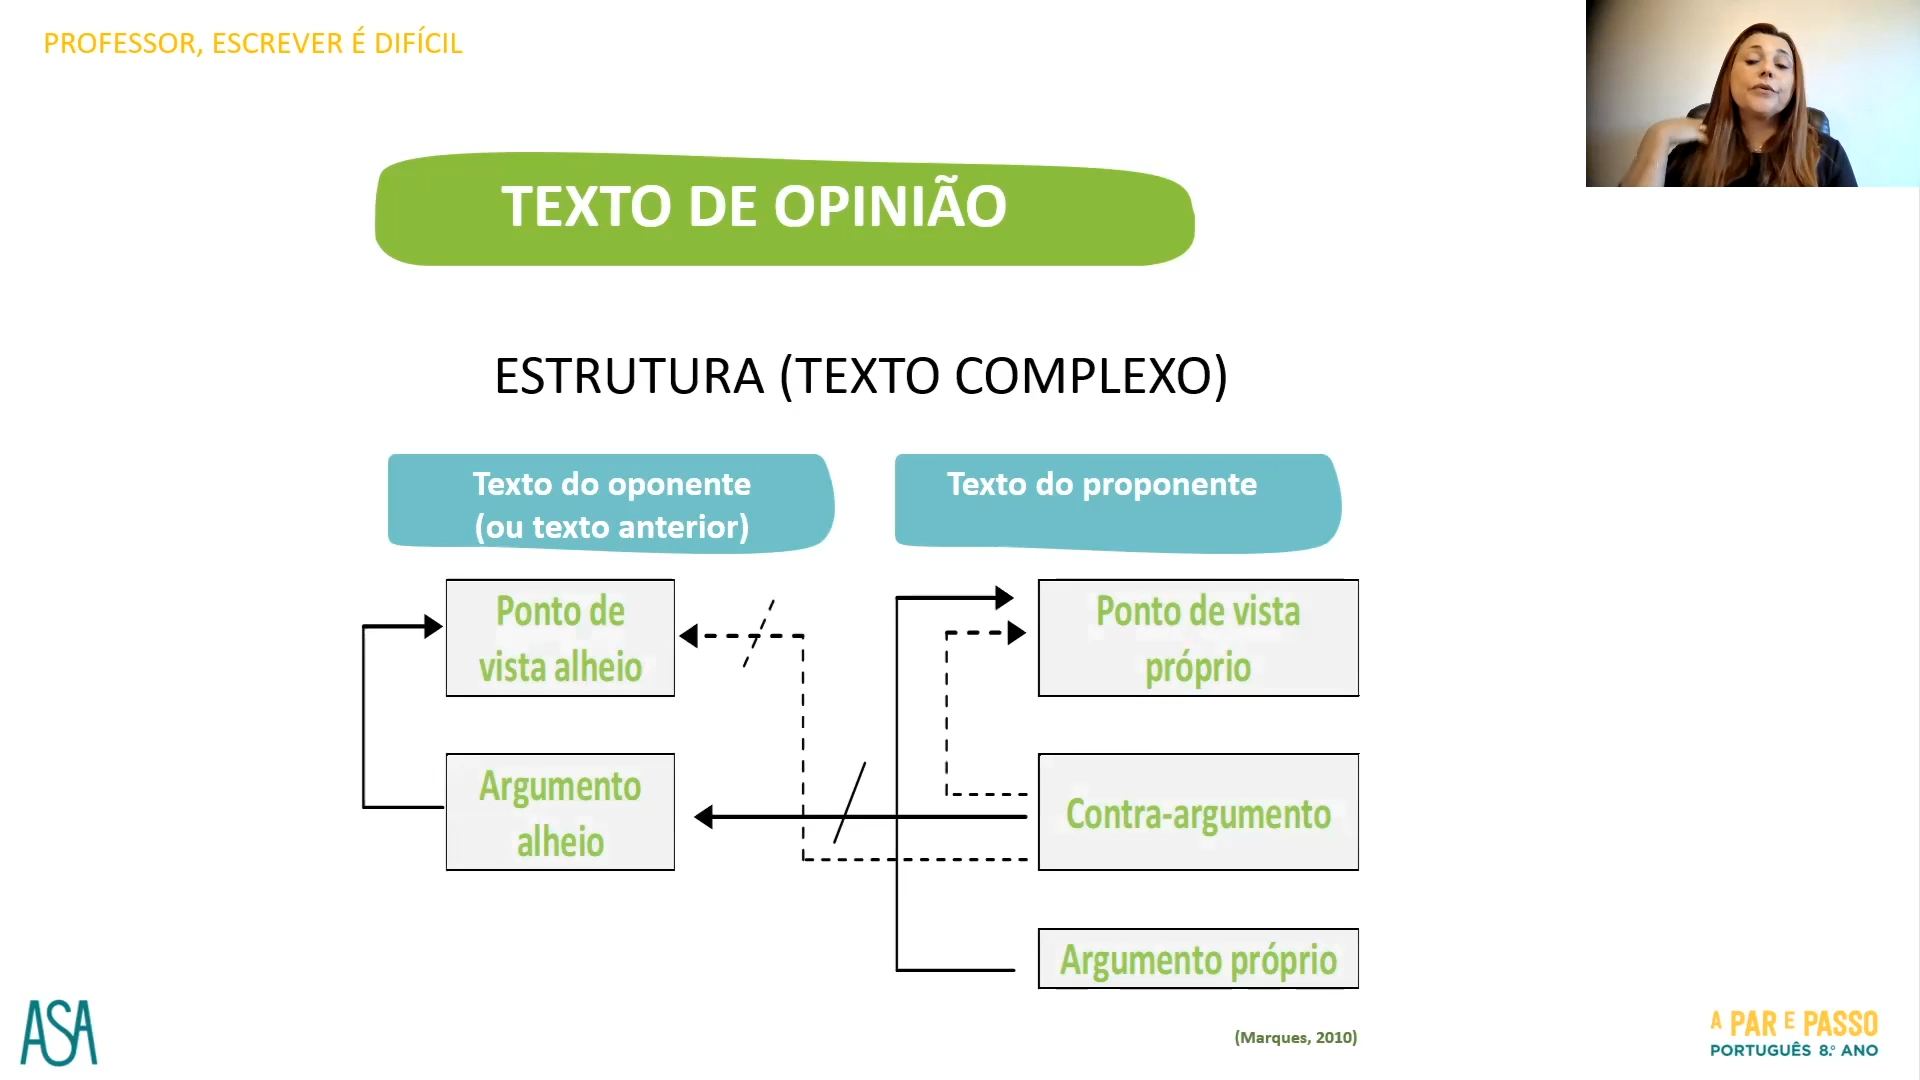 PROFESSOR, ESCREVER É DIFÍCIL
TEXTO DE OPINIÃO
ESTRUTURA (TEXTO COMPLEXO)
Texto do oponente
(ou texto anterior)
Texto do proponente
Ponto de
vista alheio
Ponto de vista
próprio
Argumento
alheio
Contra-argumento
Argumento próprio
(Marques, 2010)
ASA
A PAR E PASSO
PORTUGUÊS 8.º ANO